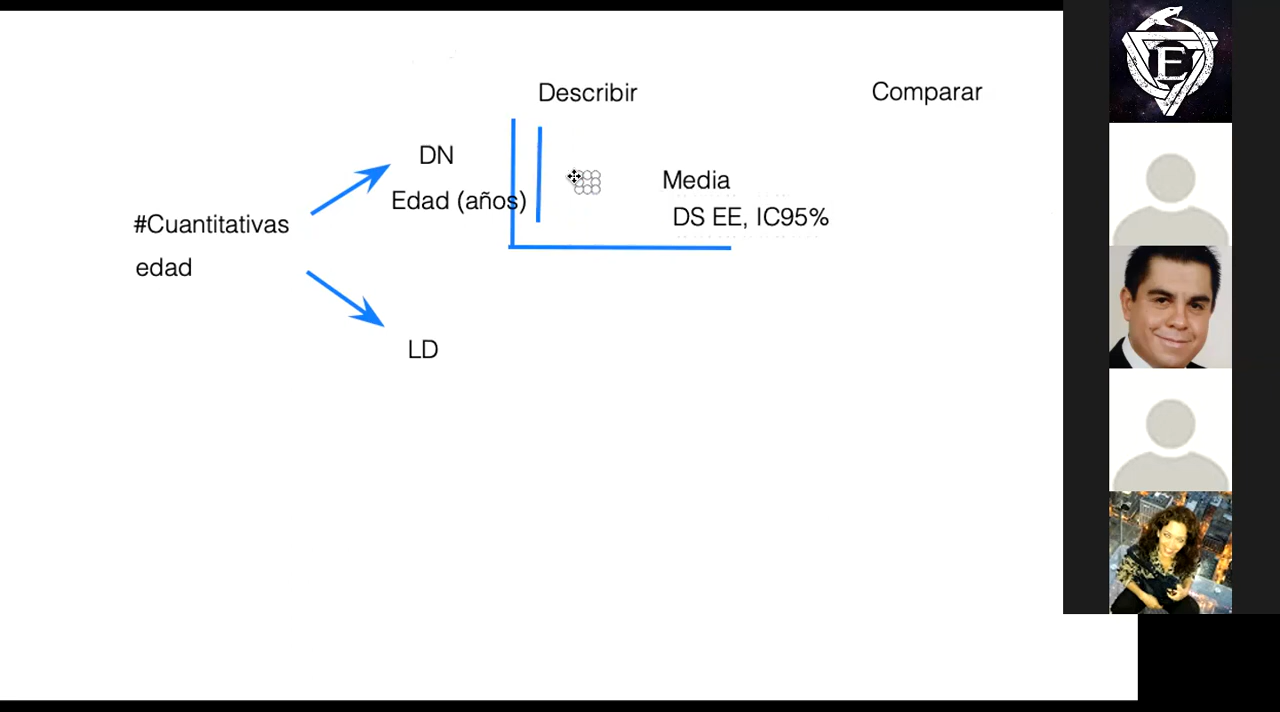 Describir
Comparar
DN
Edad (años)
Media
DS EE, IC95%
#Cuantitativas
edad
LD
E